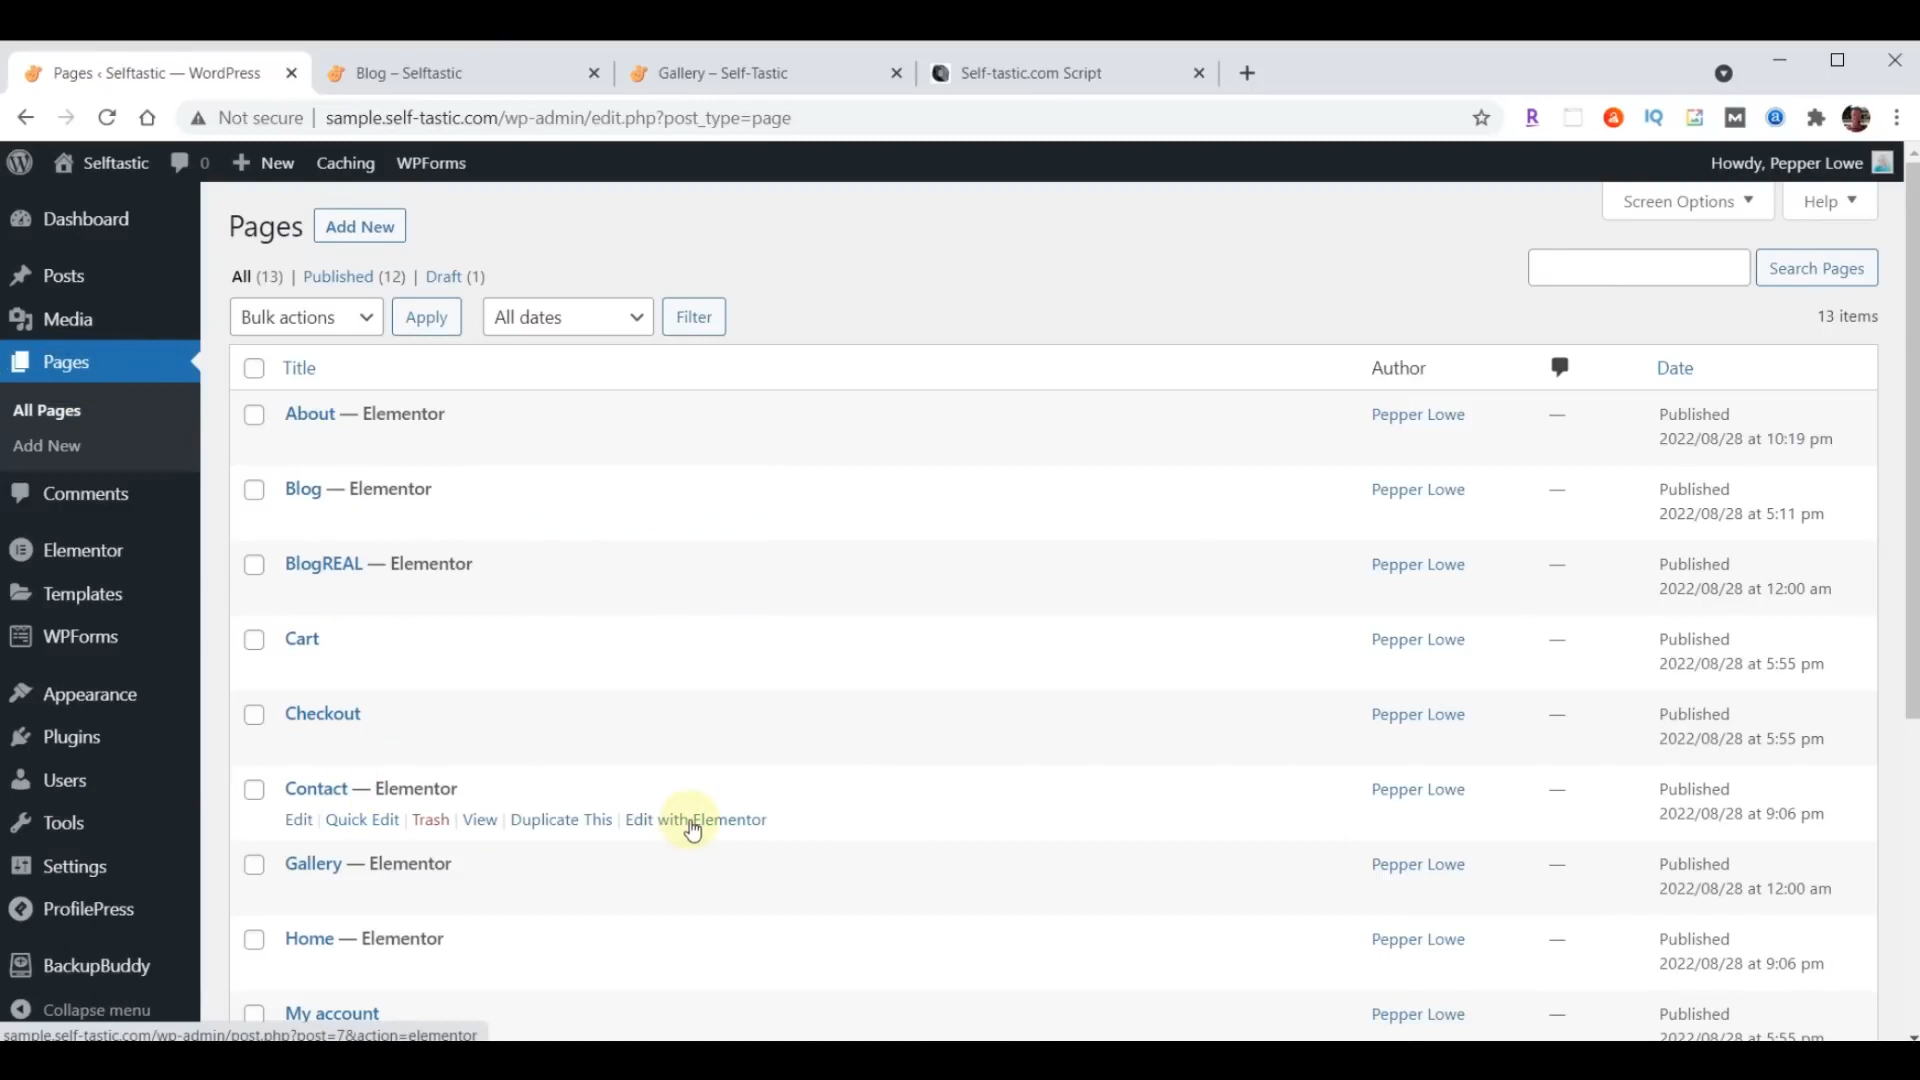 Pages ‹ Selftastic — WordPress
Blog – Selftastic
Gallery – Self-Tastic
Self-tastic.com Script
Not secure | sample.self-tastic.com/wp-admin/edit.php?post_type=page
Selftastic 0 New Caching WPForms Howdy, Pepper Lowe
Screen Options Help
Dashboard
Posts
Media
Pages
All Pages
Add New
Comments
Elementor
Templates
WPForms
Appearance
Plugins
Users
Tools
Settings
ProfilePress
BackupBuddy
Collapse menu
Pages Add New
All (13) | Published (12) | Draft (1)
Search Pages
Bulk actions Apply All dates Filter 13 items
Title Author Date
About — Elementor Pepper Lowe — Published
2022/08/28 at 10:19 pm
Blog — Elementor Pepper Lowe — Published
2022/08/28 at 5:11 pm
BlogREAL — Elementor Pepper Lowe — Published
2022/08/28 at 12:00 am
Cart Pepper Lowe — Published
2022/08/28 at 5:55 pm
Checkout Pepper Lowe — Published
2022/08/28 at 5:55 pm
Contact — Elementor Pepper Lowe — Published
Edit | Quick Edit | Trash | View | Duplicate This | Edit with Elementor 2022/08/28 at 9:06 pm
Gallery — Elementor Pepper Lowe — Published
2022/08/28 at 12:00 am
Home — Elementor Pepper Lowe — Published
2022/08/28 at 9:06 pm
My account Pepper Lowe — Published
2022/08/28 at 5:55 pm
sample.self-tastic.com/wp-admin/post.php?post=7&action=elementor